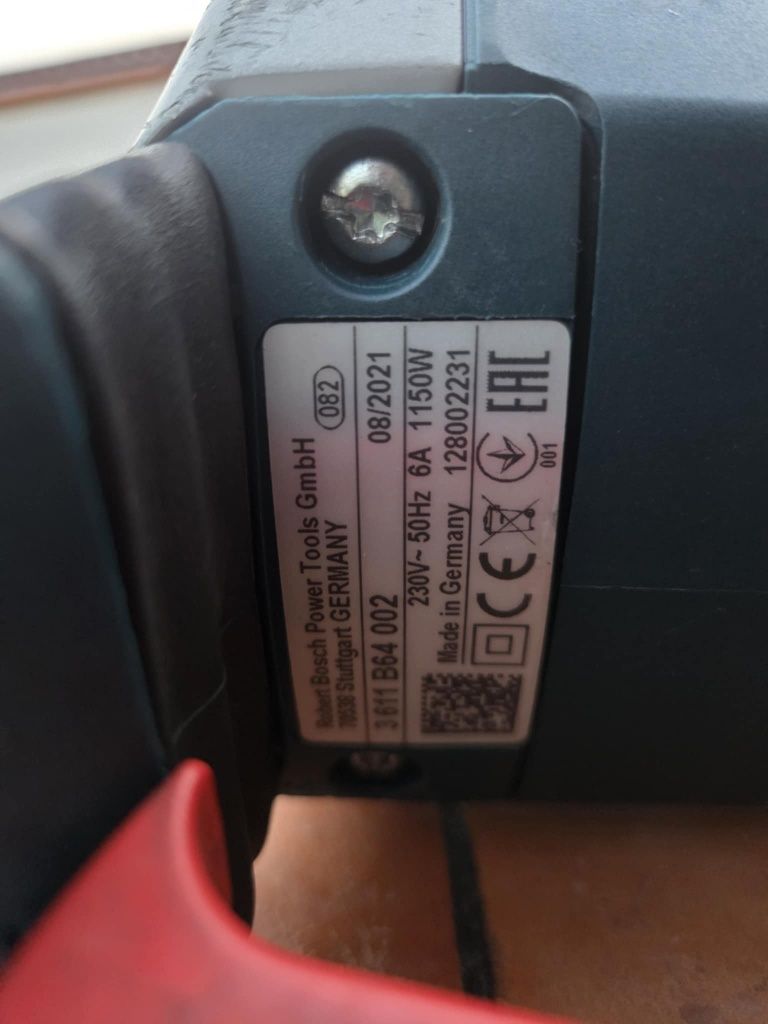 Robert Bosch Power Tools GmbH
70538 Stuttgart GERMANY 082
3 611 B64 002 08/2021
230V~ 50Hz 6A 1150W
Made in Germany 128002231
CE EAC
001